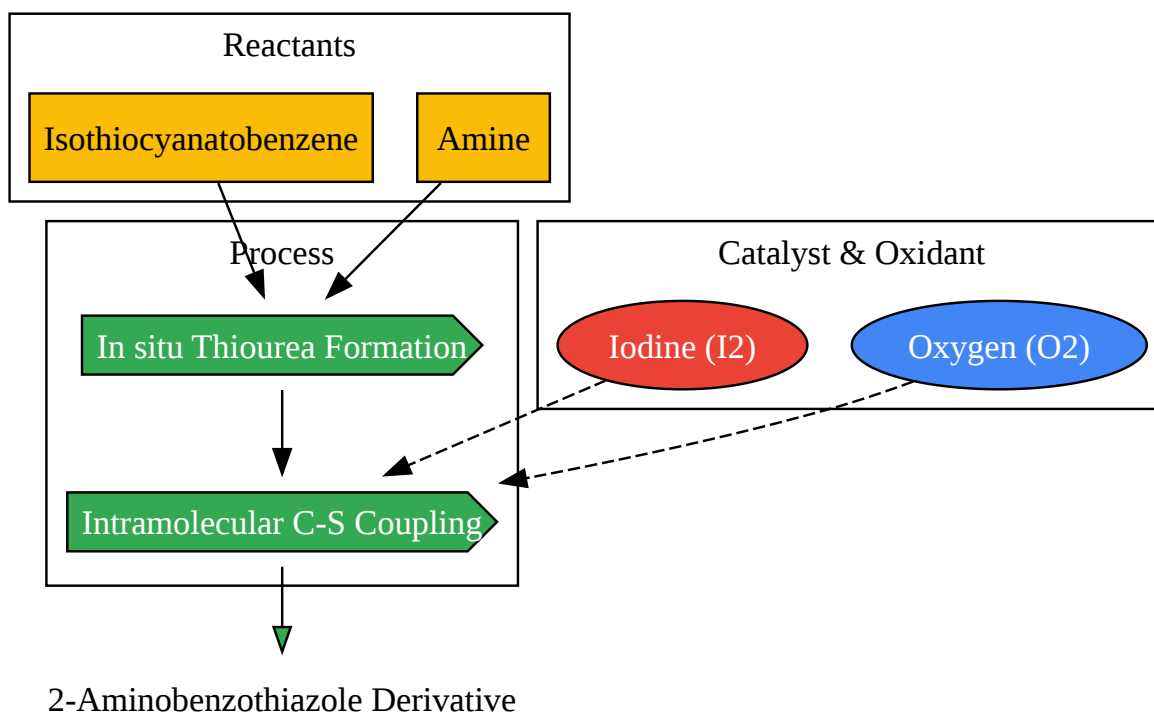 Reactants
Isothiocyanatobenzene
Amine
Process
Catalyst & Oxidant
In situ Thiourea Formation
Iodine (I2)
Oxygen (O2)
Intramolecular C-S Coupling
2-Aminobenzothiazole Derivative